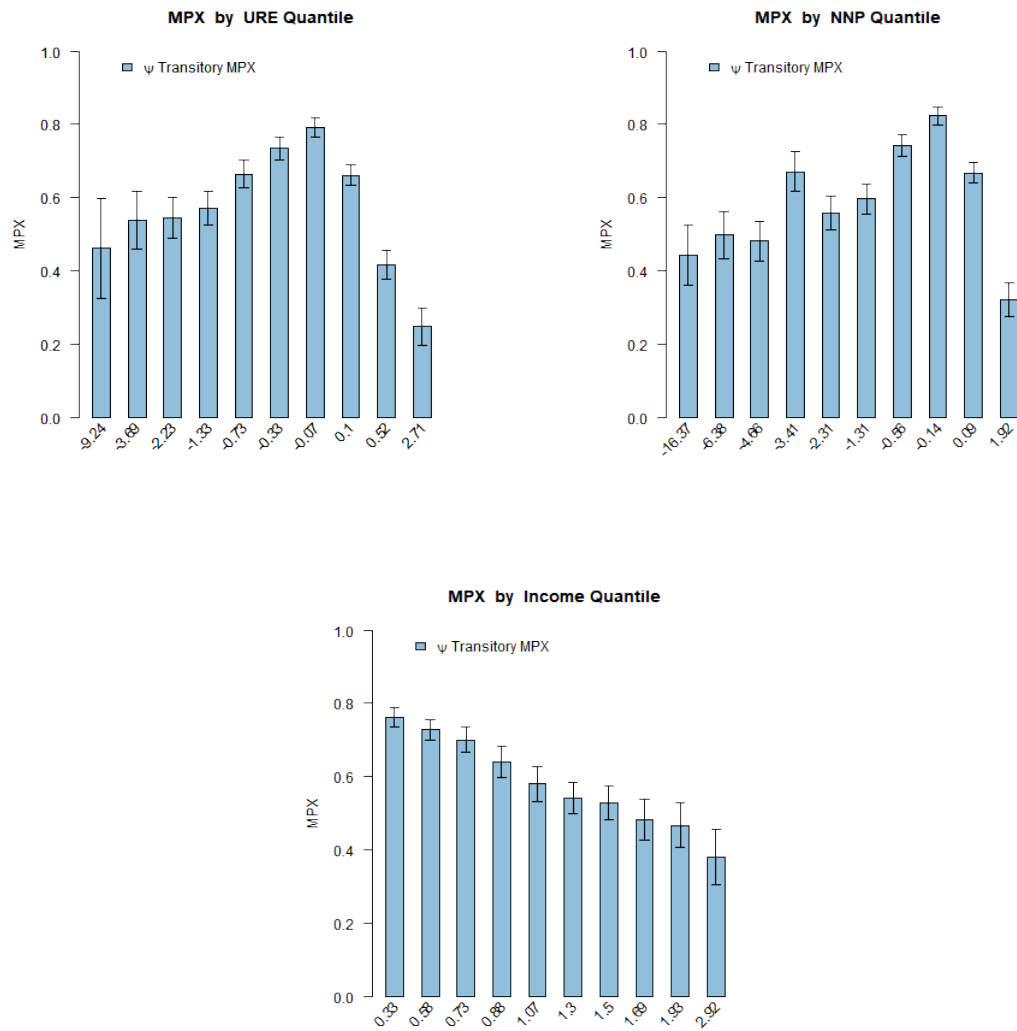 MPX by URE Quantile
ψ Transitory MPX
MPX
1.0
0.8
0.6
0.4
0.2
0.0
-9.24 -3.69 -2.23 -1.33 -0.73 -0.33 -0.07 0.1 0.52 2.71
MPX by NNP Quantile
ψ Transitory MPX
MPX
1.0
0.8
0.6
0.4
0.2
0.0
-16.37 -6.38 -4.66 -3.41 -2.31 -1.31 -0.56 -0.14 0.09 1.92
MPX by Income Quantile
ψ Transitory MPX
MPX
1.0
0.8
0.6
0.4
0.2
0.0
0.33 0.58 0.73 0.88 1.07 1.3 1.5 1.69 1.93 2.92